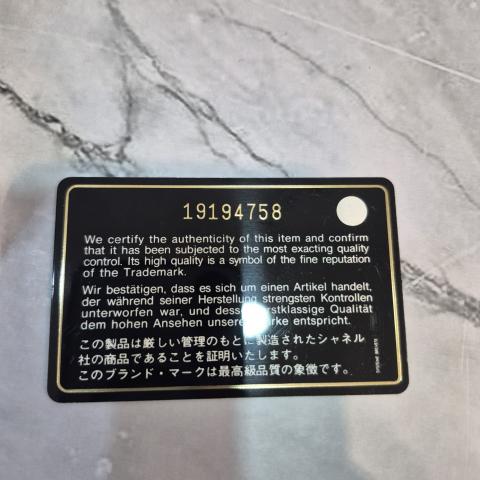 19194758
We certify the authenticity of this item and confirm
that it has been subjected to the most exacting quality
control. Its high quality is a symbol of the fine reputation
of the Trademark.
Wir bestätigen, dass es sich um einen Artikel handelt,
der während seiner Herstellung strengsten Kontrollen
unterworfen war, und dess erstklassige Qualität
dem hohen Ansehen unserer Marke entspricht.
この製品は厳しい管理のもとに製造されたシャネル
社の商品であることを証明いたします。
このブランド・マークは最高級品質の象徴です。